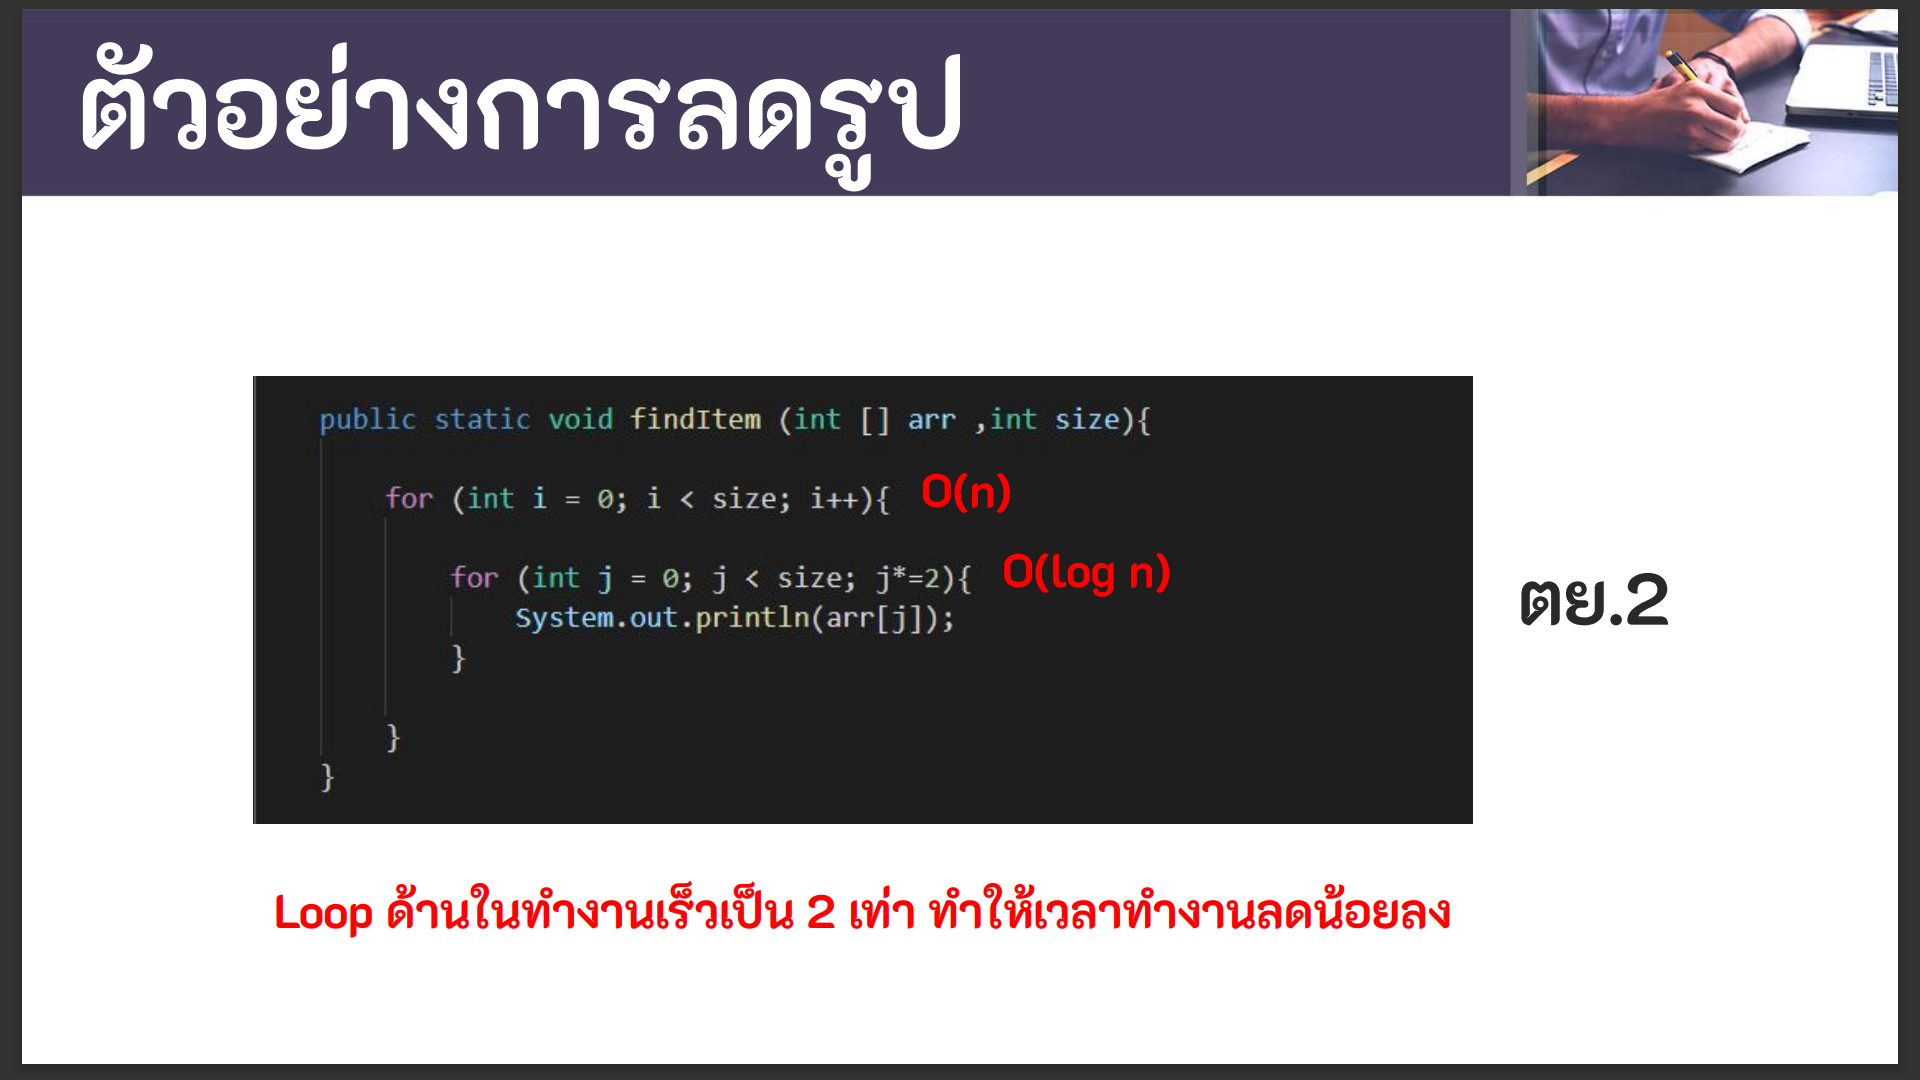 ตัวอย่างการลดรูป
public static void findItem (int [] arr ,int size){
for (int i = 0; i < size; i++){ O(n)
for (int j = 0; j < size; j*=2){ O(log n)
System.out.println(arr[j]);
}
}
}
ตย.2
Loop ด้านในทำงานเร็วเป็น 2 เท่า ทำให้เวลาทำงานลดน้อยลง